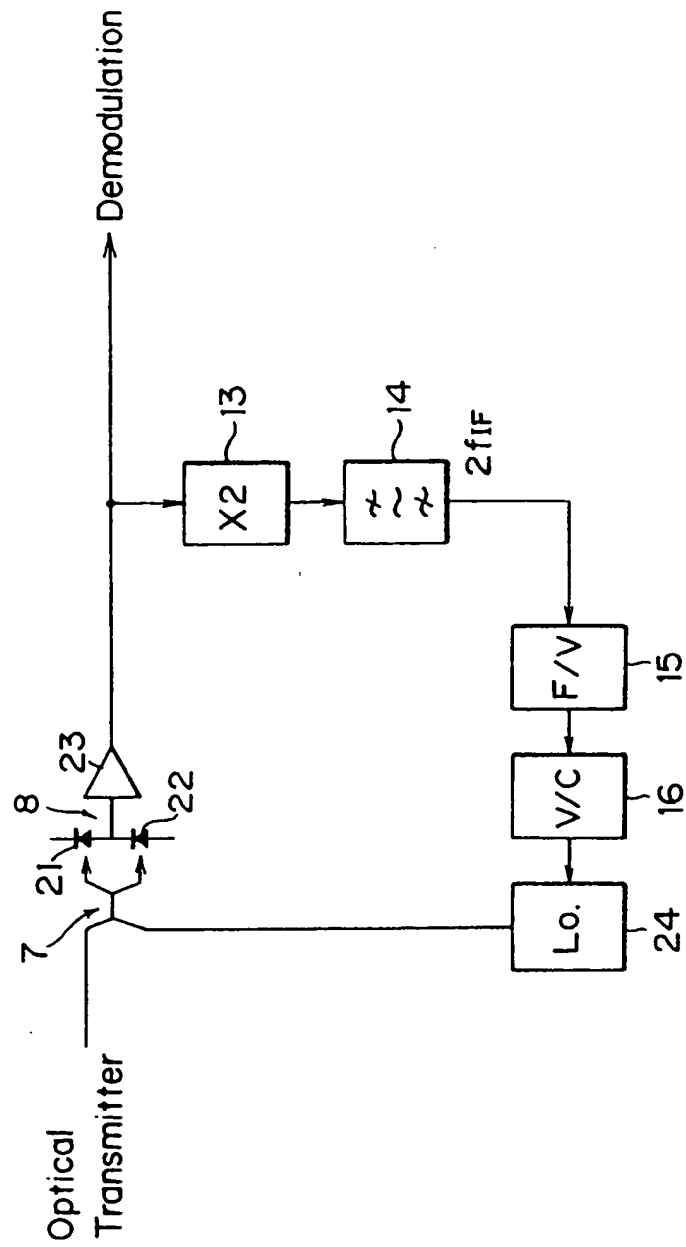 Optical
Transmitter
7
8
21
22
23
Demodulation
X2
13
14
2fIF
F/V
15
V/C
16
Lo.
24